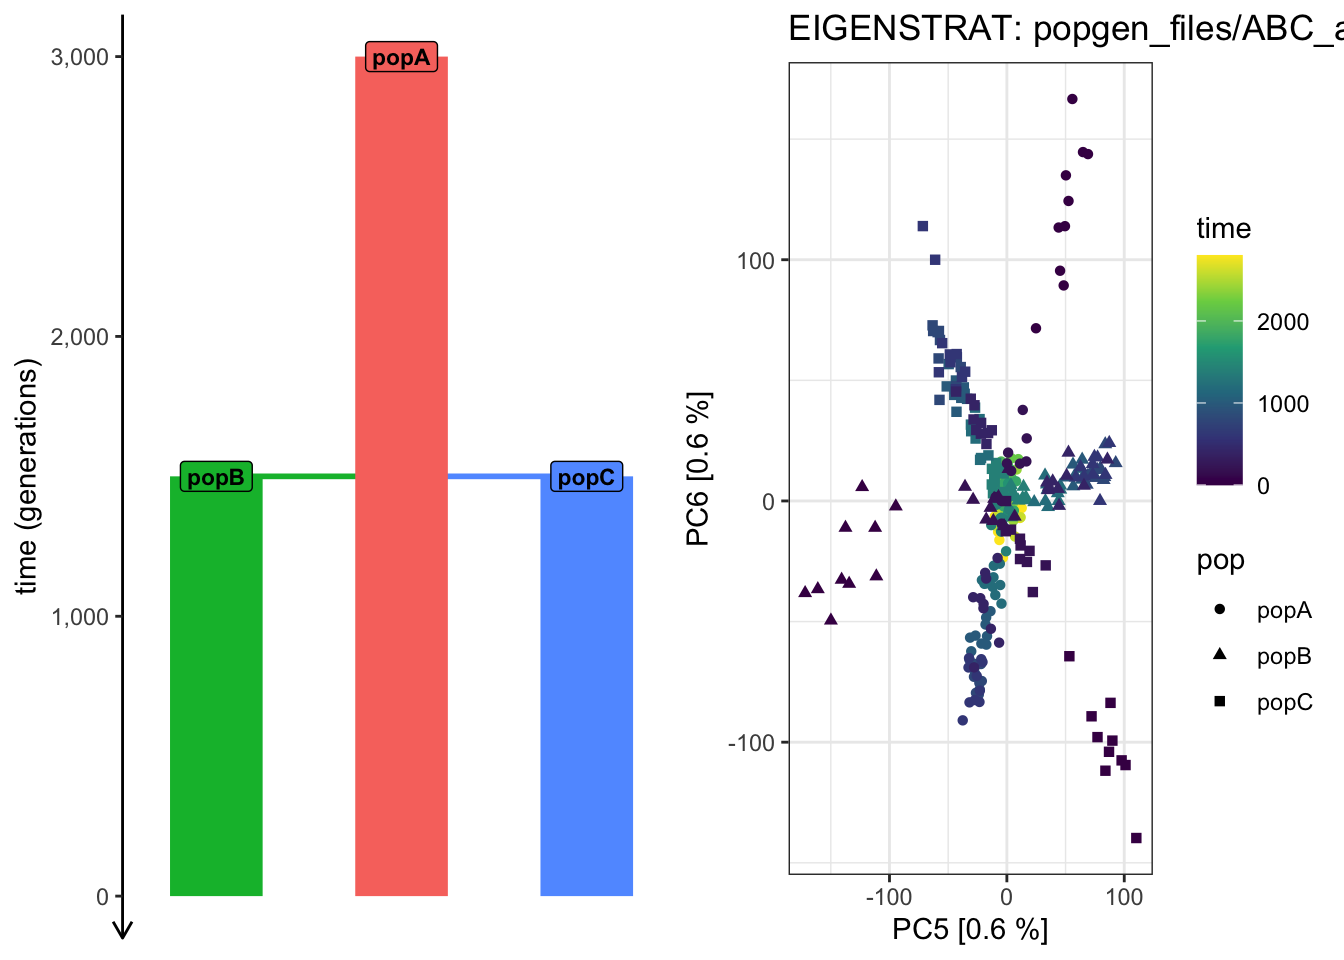 3,000
2,000
1,000
0
time (generations)
popA
popB
popC
EIGENSTRAT: popgen_files/ABC_a
100
0
-100
PC6 [0.6 %]
-100
0
100
PC5 [0.6 %]
time
2000
1000
0
pop
popA
popB
popC